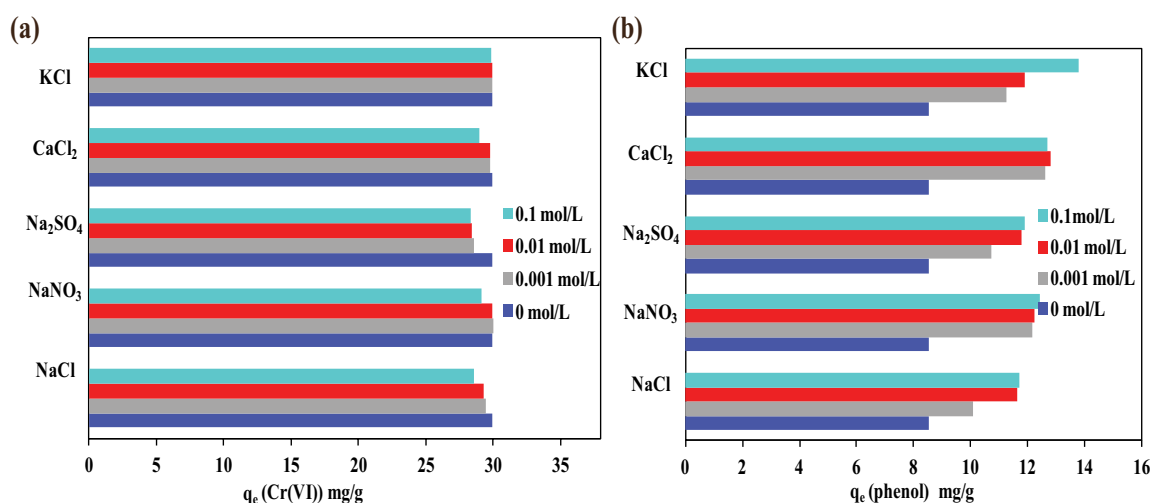 (a)
KCl
CaCl₂
Na₂SO₄
NaNO₃
NaCl
0.1 mol/L
0.01 mol/L
0.001 mol/L
0 mol/L
0 5 10 15 20 25 30 35
qₑ (Cr(VI)) mg/g
(b)
KCl
CaCl₂
Na₂SO₄
NaNO₃
NaCl
0.1mol/L
0.01 mol/L
0.001 mol/L
0 mol/L
0 2 4 6 8 10 12 14 16
qₑ (phenol) mg/g